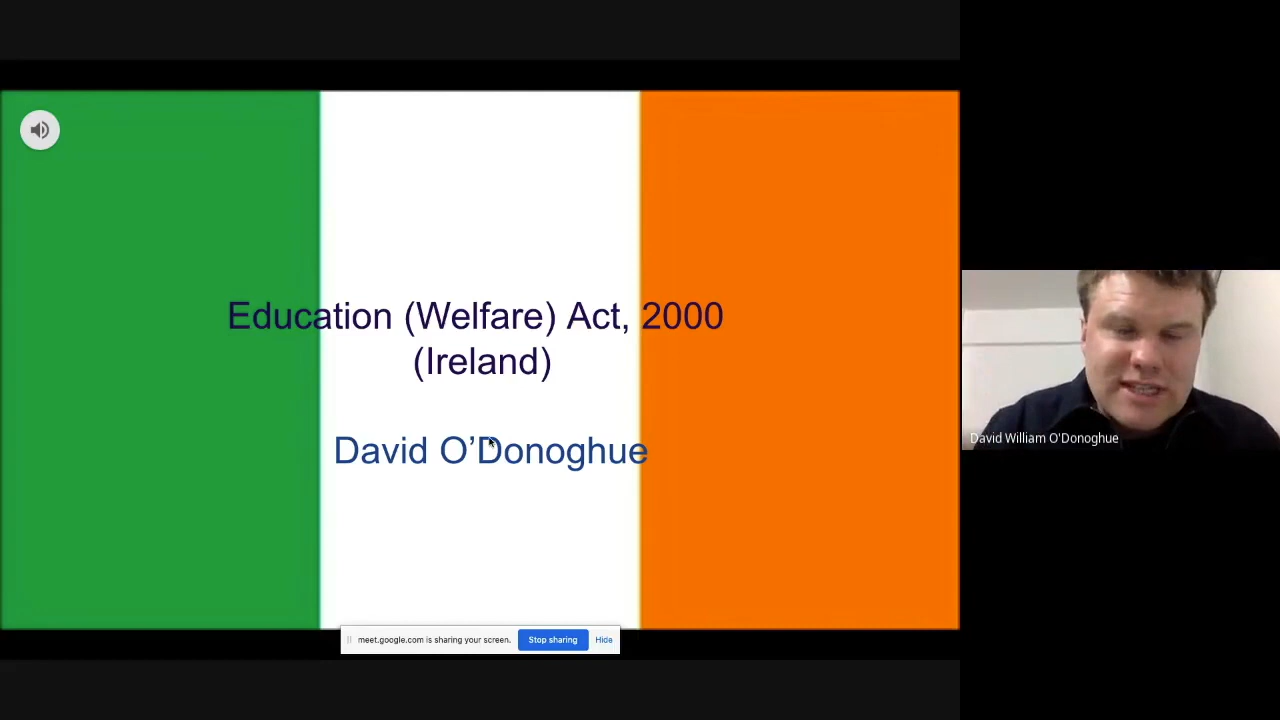 Education (Welfare) Act, 2000
(Ireland)
David O’Donoghue
David William O'Donoghue
meet.google.com is sharing your screen.
Stop sharing
Hide